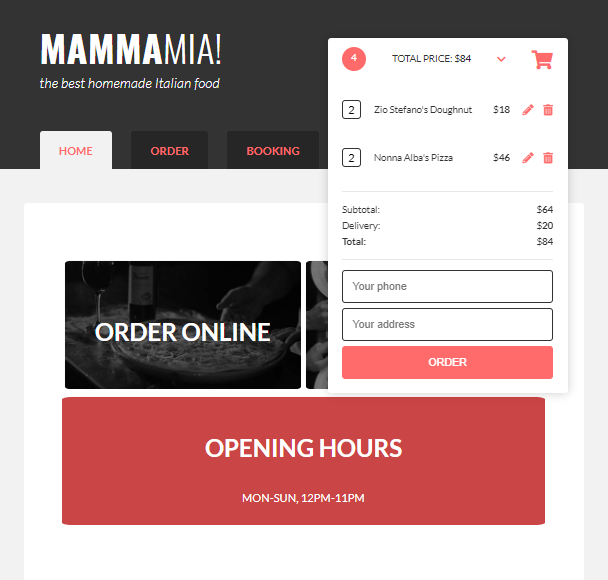 MAMMAMIA!
the best homemade Italian food
HOME ORDER BOOKING
4 TOTAL PRICE: $84
2 Zio Stefano's Doughnut $18
2 Nonna Alba's Pizza $46
Subtotal: $64
Delivery: $20
Total: $84
Your phone
Your address
ORDER
ORDER ONLINE
OPENING HOURS
MON-SUN, 12PM-11PM